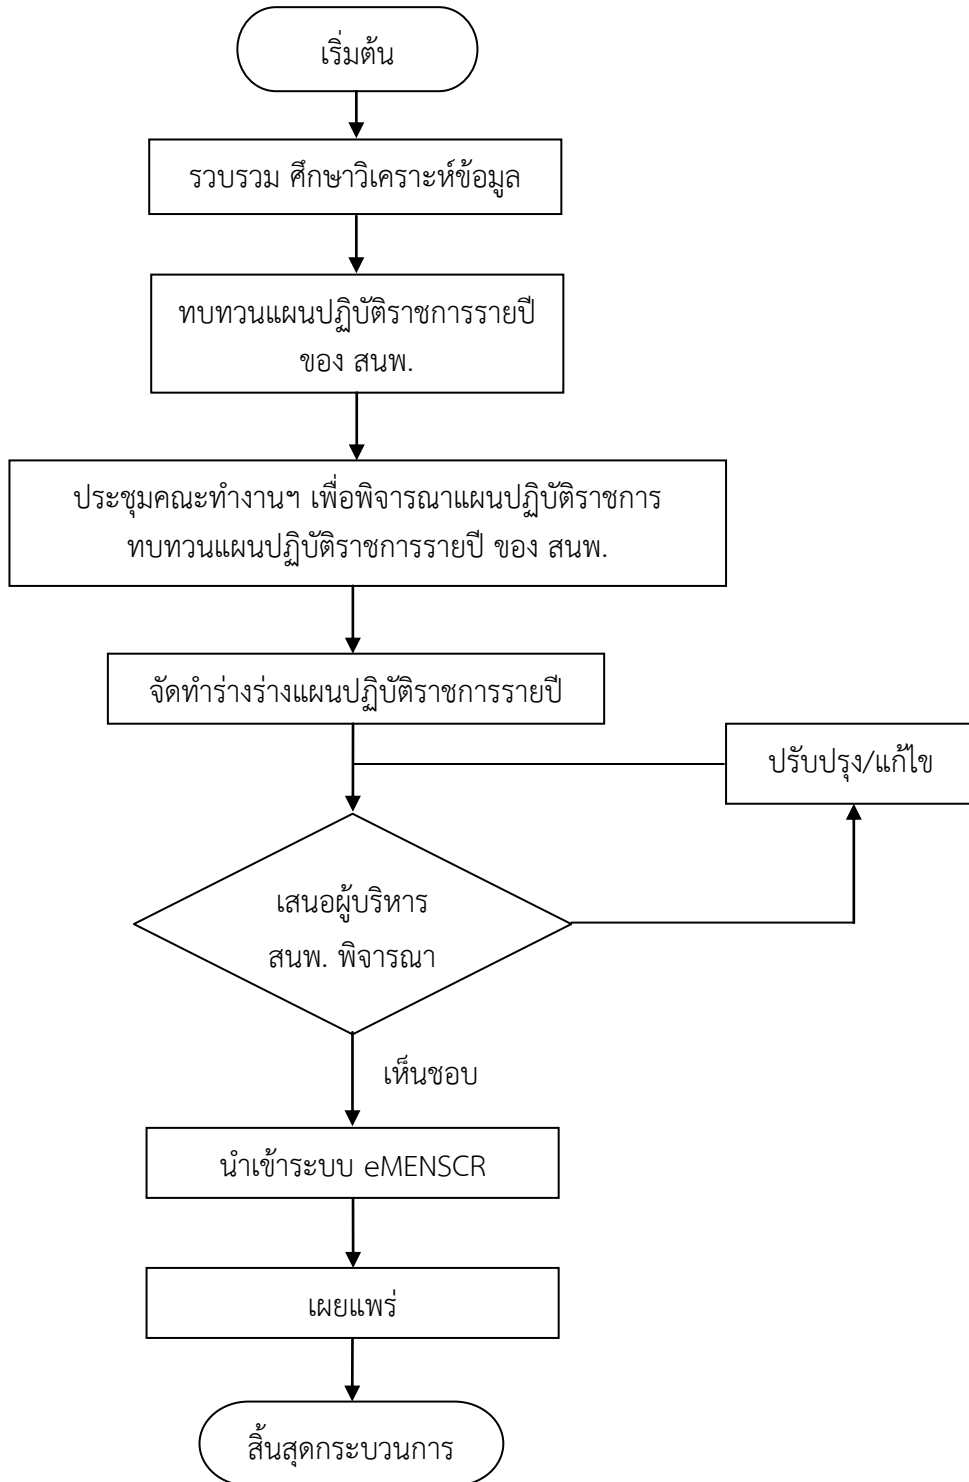 เริ่มต้น
รวบรวม ศึกษาวิเคราะห์ข้อมูล
ทบทวนแผนปฏิบัติราชการรายปี
ของ สนพ.
ประชุมคณะทำงานฯ เพื่อพิจารณาแผนปฏิบัติราชการ
ทบทวนแผนปฏิบัติราชการรายปี ของ สนพ.
จัดทำร่างร่างแผนปฏิบัติราชการรายปี
ปรับปรุง/แก้ไข
เสนอผู้บริหาร
สนพ. พิจารณา
เห็นชอบ
นำเข้าระบบ eMENSCR
เผยแพร่
สิ้นสุดกระบวนการ